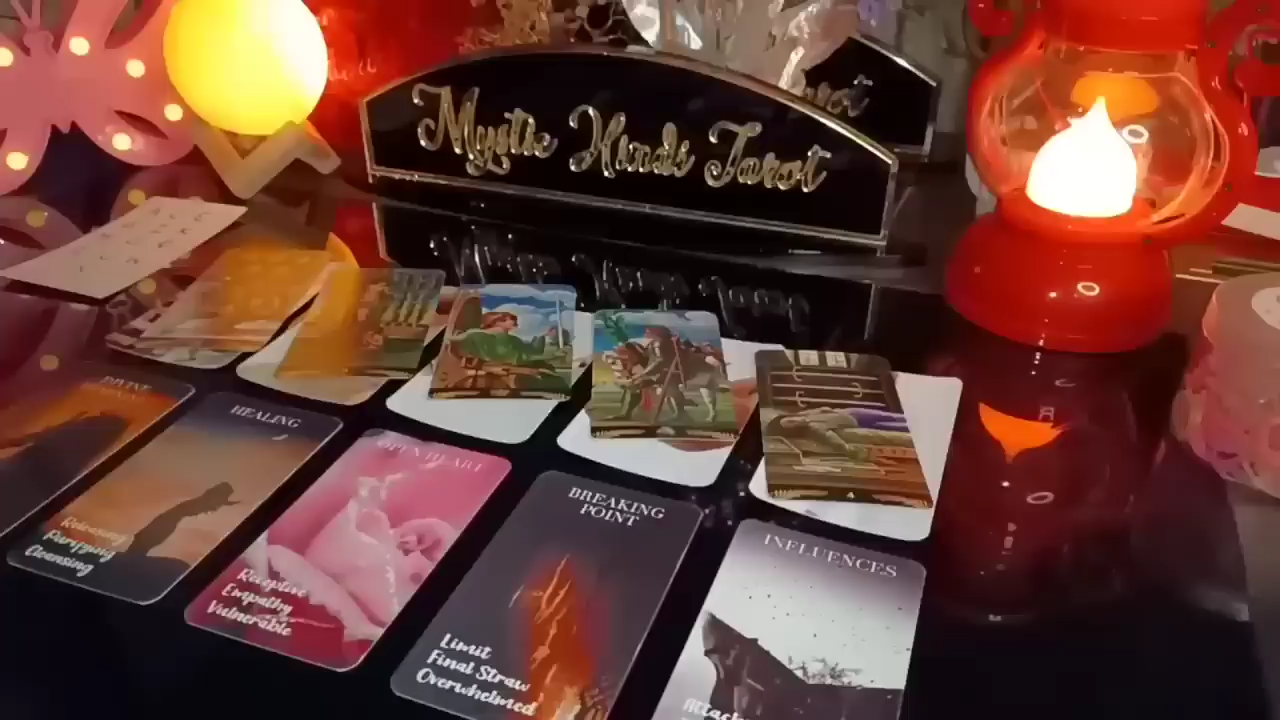 Mystic Hands Tarot
DIVINE
HEALING
Releasing
Purifying
Cleansing
OPEN HEART
Receptive
Empathy
Vulnerable
BREAKING
POINT
Limit
Final Straw
Overwhelmed
INFLUENCES